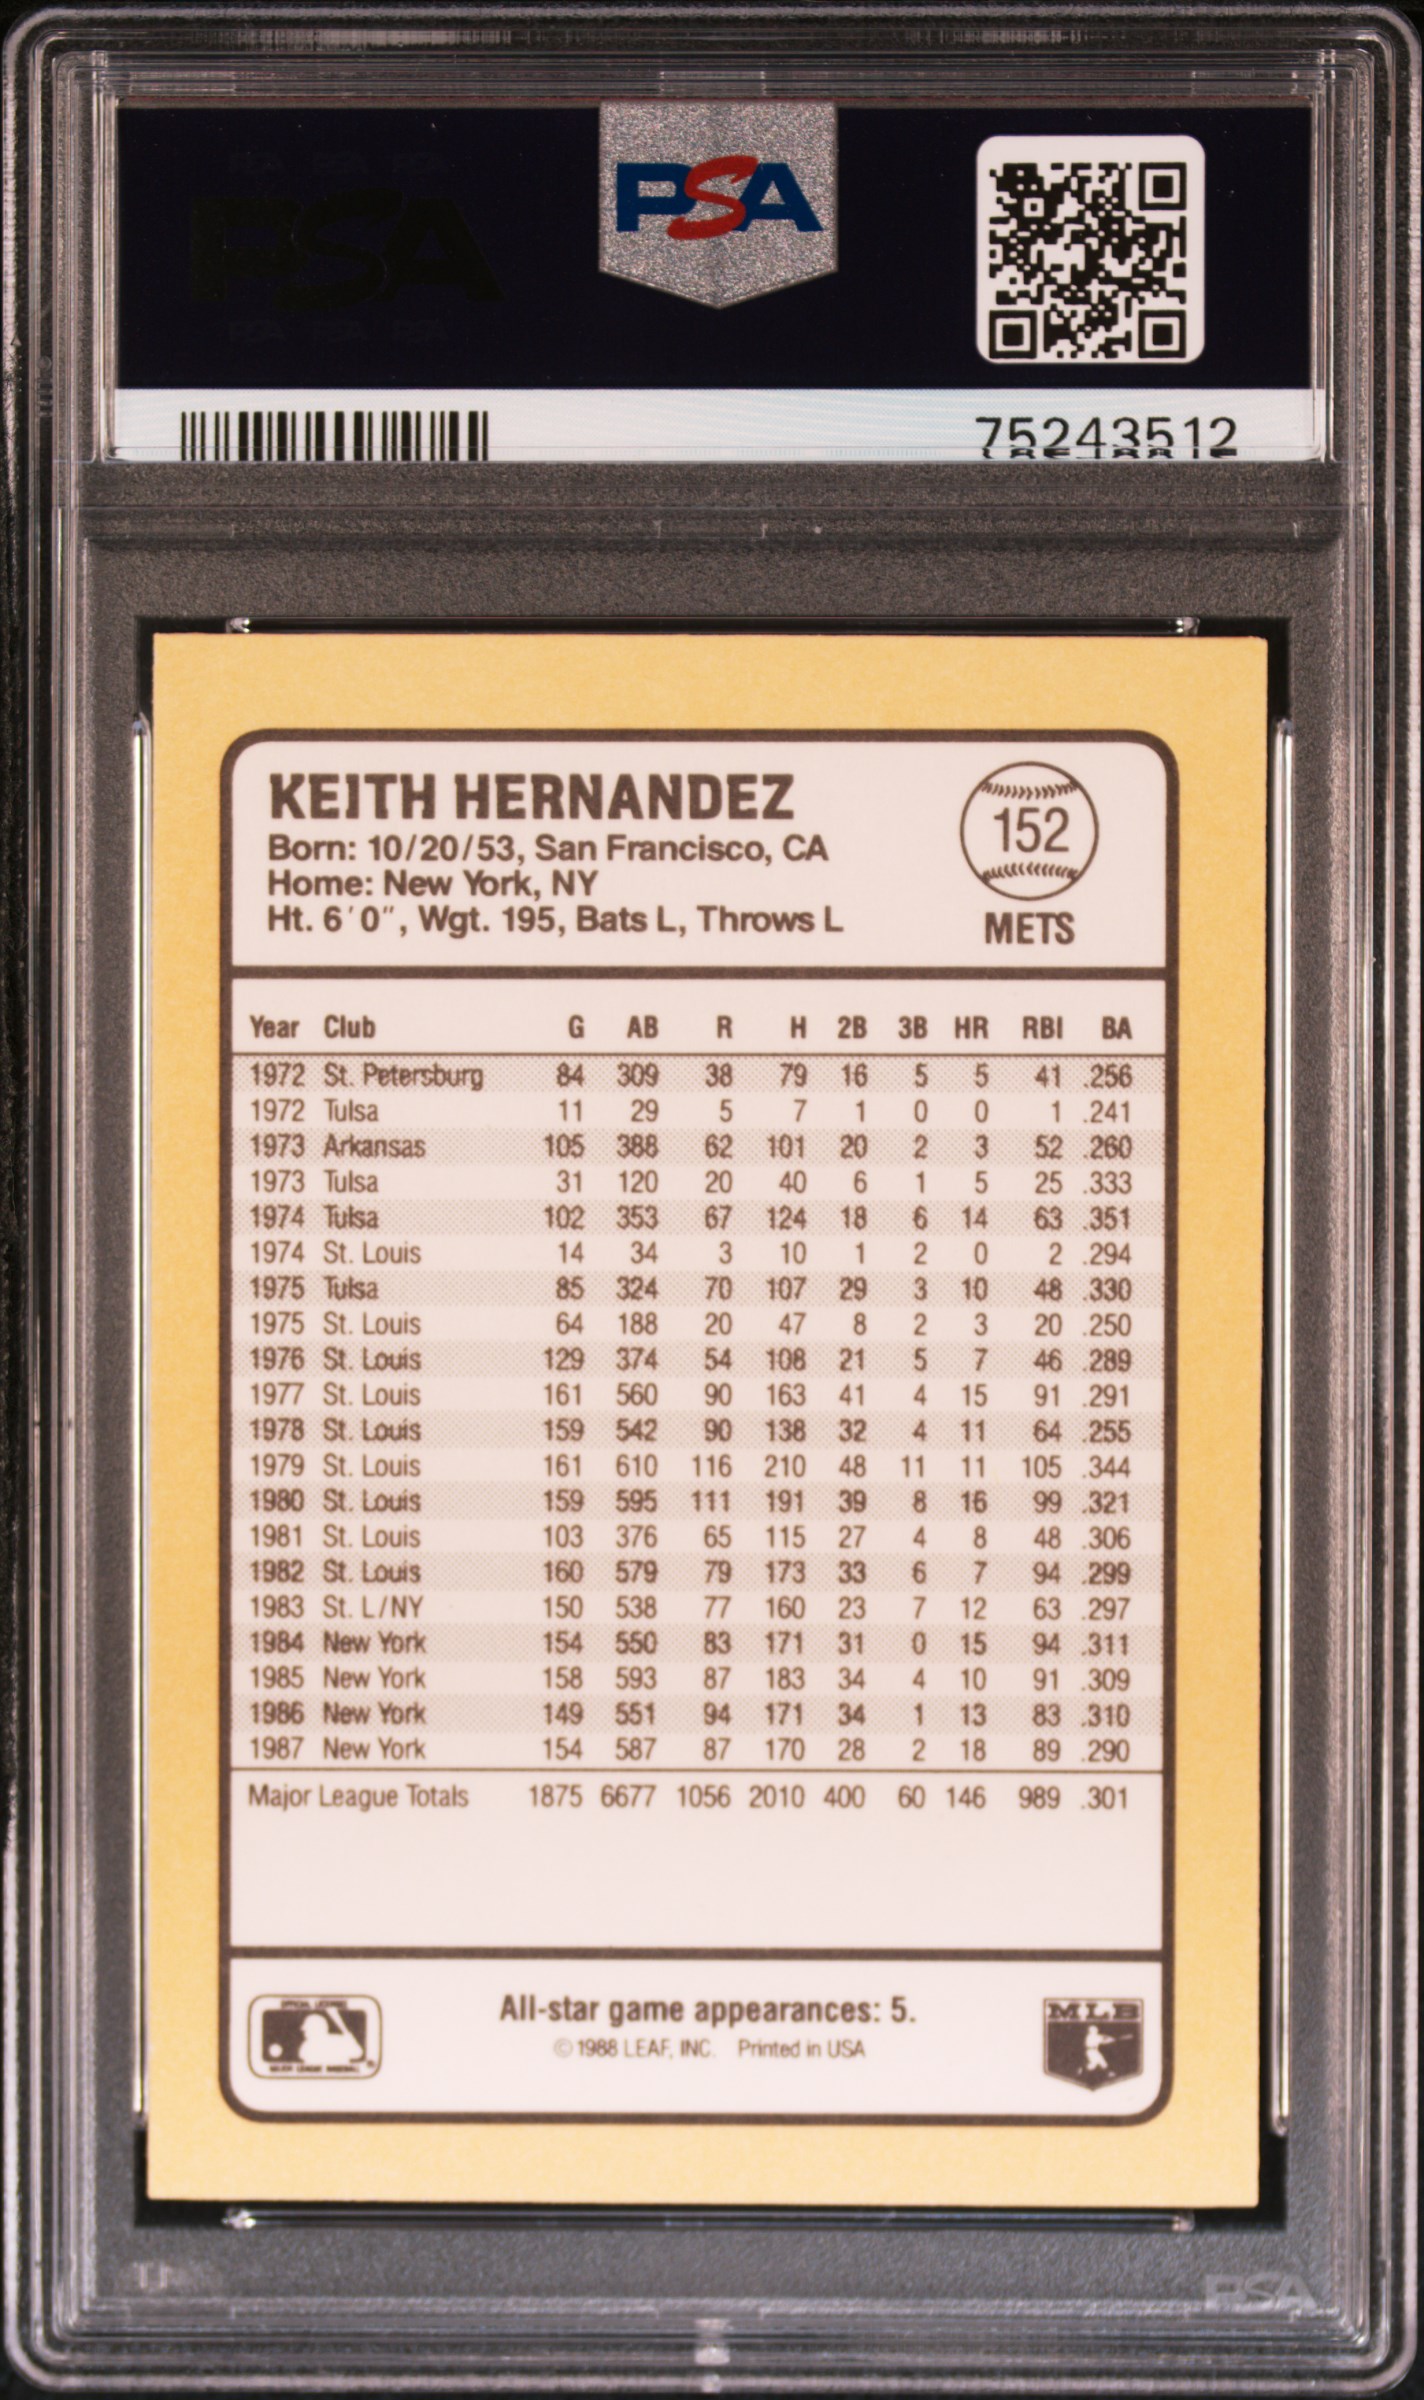 PSA
PSA
75243512
KEITH HERNANDEZ
152
Born: 10/20/53, San Francisco, CA
Home: New York, NY
Ht. 6′0″, Wgt. 195, Bats L, Throws L
METS
Year Club G AB R H 2B 3B HR RBI BA
1972 St. Petersburg 84 309 38 79 16 5 5 41 .256
1972 Tulsa 11 29 5 7 1 0 0 1 .241
1973 Arkansas 105 388 62 101 20 2 3 52 .260
1973 Tulsa 31 120 20 40 6 1 5 25 .333
1974 Tulsa 102 353 67 124 18 6 14 63 .351
1974 St. Louis 14 34 3 10 1 2 0 2 .294
1975 Tulsa 85 324 70 107 29 3 10 48 .330
1975 St. Louis 64 188 20 47 8 2 3 20 .250
1976 St. Louis 129 374 54 108 21 5 7 46 .289
1977 St. Louis 161 560 90 163 41 4 15 91 .291
1978 St. Louis 159 542 90 138 32 4 11 64 .255
1979 St. Louis 161 610 116 210 48 11 11 105 .344
1980 St. Louis 159 595 111 191 39 8 16 99 .321
1981 St. Louis 103 376 65 115 27 4 8 48 .306
1982 St. Louis 160 579 79 173 33 6 7 94 .299
1983 St. L/NY 150 538 77 160 23 7 12 63 .297
1984 New York 154 550 83 171 31 0 15 94 .311
1985 New York 158 593 87 183 34 4 10 91 .309
1986 New York 149 551 94 171 34 1 13 83 .310
1987 New York 154 587 87 170 28 2 18 89 .290
Major League Totals 1875 6677 1056 2010 400 60 146 989 .301
All-star game appearances: 5.
© 1988 LEAF, INC. Printed in USA
MLB
PSA